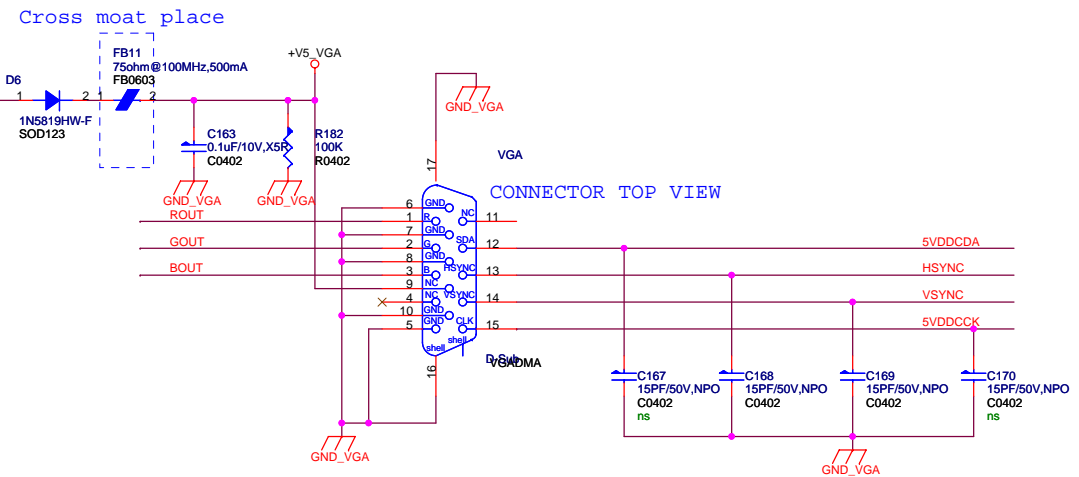 Cross moat place
FB11
75ohm@100MHz,500mA
FB0603
+V5_VGA
D6
1
2
1
2
1N5819HW-F
SOD123
C163
0.1uF/10V,X5R
C0402
R182
100K
R0402
GND_VGA
GND_VGA
GND_VGA
17
VGA
CONNECTOR TOP VIEW
ROUT
GOUT
BOUT
6
GND
1
R
7
GND
2
G
8
GND
3
B
9
NC
4
NC
10
GND
5
GND
NC
11
SDA
12
HSYNC
13
VSYNC
14
CLK
15
shell
shell
16
D-Sub
VGADMA
5VDDCDA
HSYNC
VSYNC
5VDDCCK
C167
15PF/50V,NPO
C0402
ns
C168
15PF/50V,NPO
C0402
C169
15PF/50V,NPO
C0402
C170
15PF/50V,NPO
C0402
ns
GND_VGA
GND_VGA